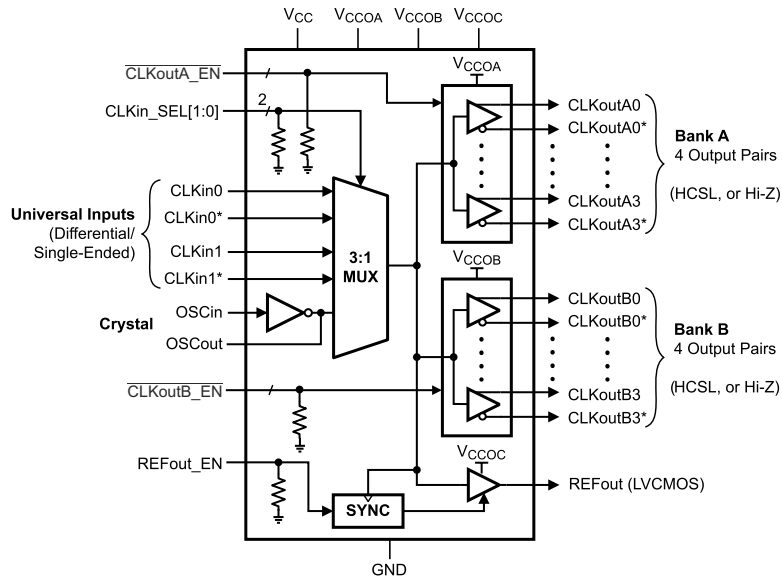 VCC VCCOA VCCOB VCCOC
CLKoutA_EN
VCCOA
2
CLKin_SEL[1:0]
CLKoutA0
CLKoutA0*
Bank A
4 Output Pairs
(HCSL, or Hi-Z)
CLKoutA3
CLKoutA3*
Universal Inputs
(Differential/
Single-Ended)
CLKin0
CLKin0*
CLKin1
CLKin1*
3:1
MUX
VCCOB
Crystal
OSCin
OSCout
CLKoutB0
CLKoutB0*
Bank B
4 Output Pairs
(HCSL, or Hi-Z)
CLKoutB_EN
CLKoutB3
CLKoutB3*
REFout_EN
VCCOC
SYNC
REFout (LVCMOS)
GND